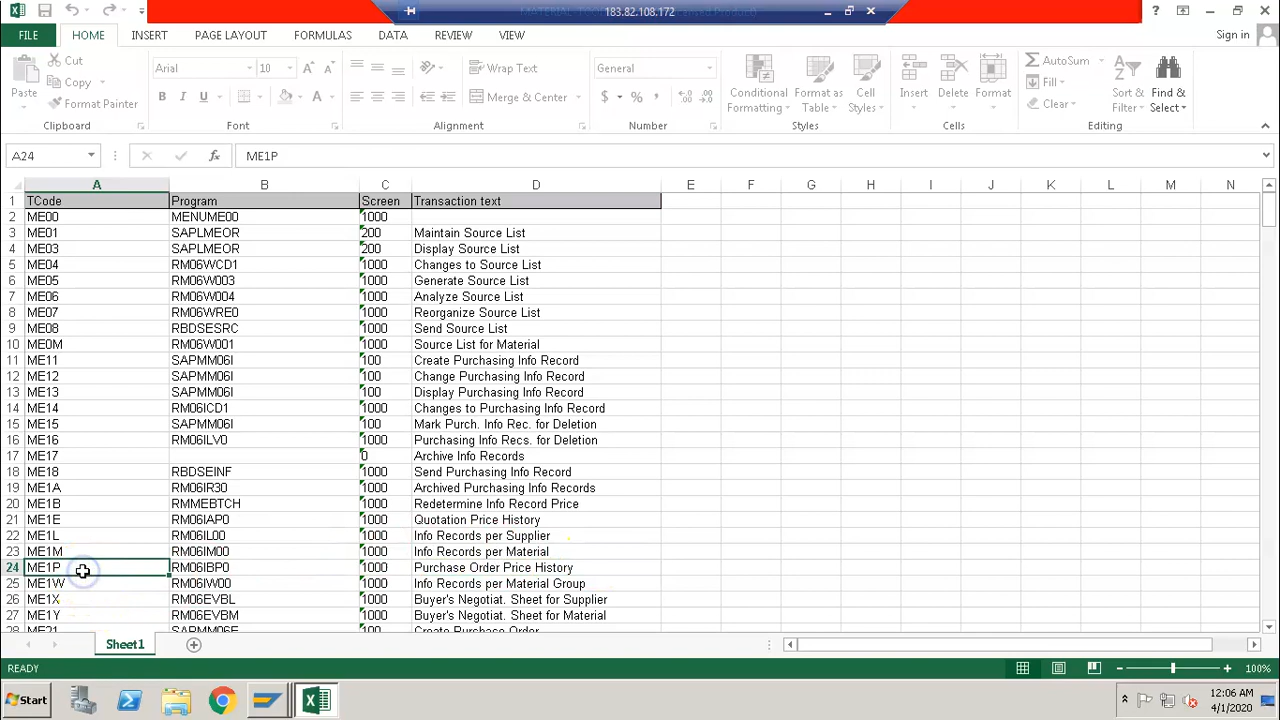 183.82.108.172
FILE HOME INSERT PAGE LAYOUT FORMULAS DATA REVIEW VIEW Sign in
Paste Cut Copy Format Painter
Arial 10
B I U
Wrap Text
Merge & Center
General
$ % ,
Conditional Formatting
Format as Table
Cell Styles
Insert Delete Format
AutoSum
Fill
Clear
Sort & Filter
Find & Select
Clipboard Font Alignment Number Styles Cells Editing
A24 fx ME1P
A B C D E F G H I J K L M N
1 TCode Program Screen Transaction text
2 ME00 MENUME00 1000
3 ME01 SAPLMEOR 200 Maintain Source List
4 ME03 SAPLMEOR 200 Display Source List
5 ME04 RM06WCD1 1000 Changes to Source List
6 ME05 RM06W003 1000 Generate Source List
7 ME06 RM06W004 1000 Analyze Source List
8 ME07 RM06WRE0 1000 Reorganize Source List
9 ME08 RBDSESRC 1000 Send Source List
10 ME0M RM06W001 1000 Source List for Material
11 ME11 SAPMM06I 100 Create Purchasing Info Record
12 ME12 SAPMM06I 100 Change Purchasing Info Record
13 ME13 SAPMM06I 100 Display Purchasing Info Record
14 ME14 RM06ICD1 1000 Changes to Purchasing Info Record
15 ME15 SAPMM06I 100 Mark Purch. Info Rec. for Deletion
16 ME16 RM06ILV0 1000 Purchasing Info Recs. for Deletion
17 ME17 0 Archive Info Records
18 ME18 RBDSEINF 1000 Send Purchasing Info Record
19 ME1A RM06IR30 1000 Archived Purchasing Info Records
20 ME1B RMMEBTCH 1000 Redetermine Info Record Price
21 ME1E RM06IAP0 1000 Quotation Price History
22 ME1L RM06IL00 1000 Info Records per Supplier
23 ME1M RM06IM00 1000 Info Records per Material
24 ME1P RM06IBP0 1000 Purchase Order Price History
25 ME1W RM06IW00 1000 Info Records per Material Group
26 ME1X RM06EVBL 1000 Buyer's Negotiat. Sheet for Supplier
27 ME1Y RM06EVBM 1000 Buyer's Negotiat. Sheet for Material
28 ME21 SAPMM06E 100 Create Purchase Order
Sheet1
READY 100%
Start 12:06 AM
4/1/2020